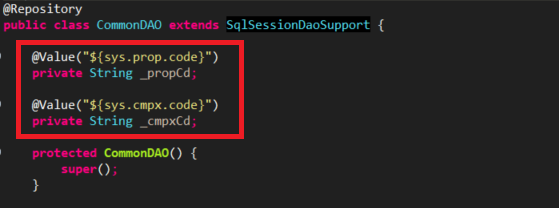 @Repository
public class CommonDAO extends SqlSessionDaoSupport {
@Value("${sys.prop.code}")
private String _propCd;
@Value("${sys.cmpx.code}")
private String _cmpxCd;
protected CommonDAO() {
super();
}